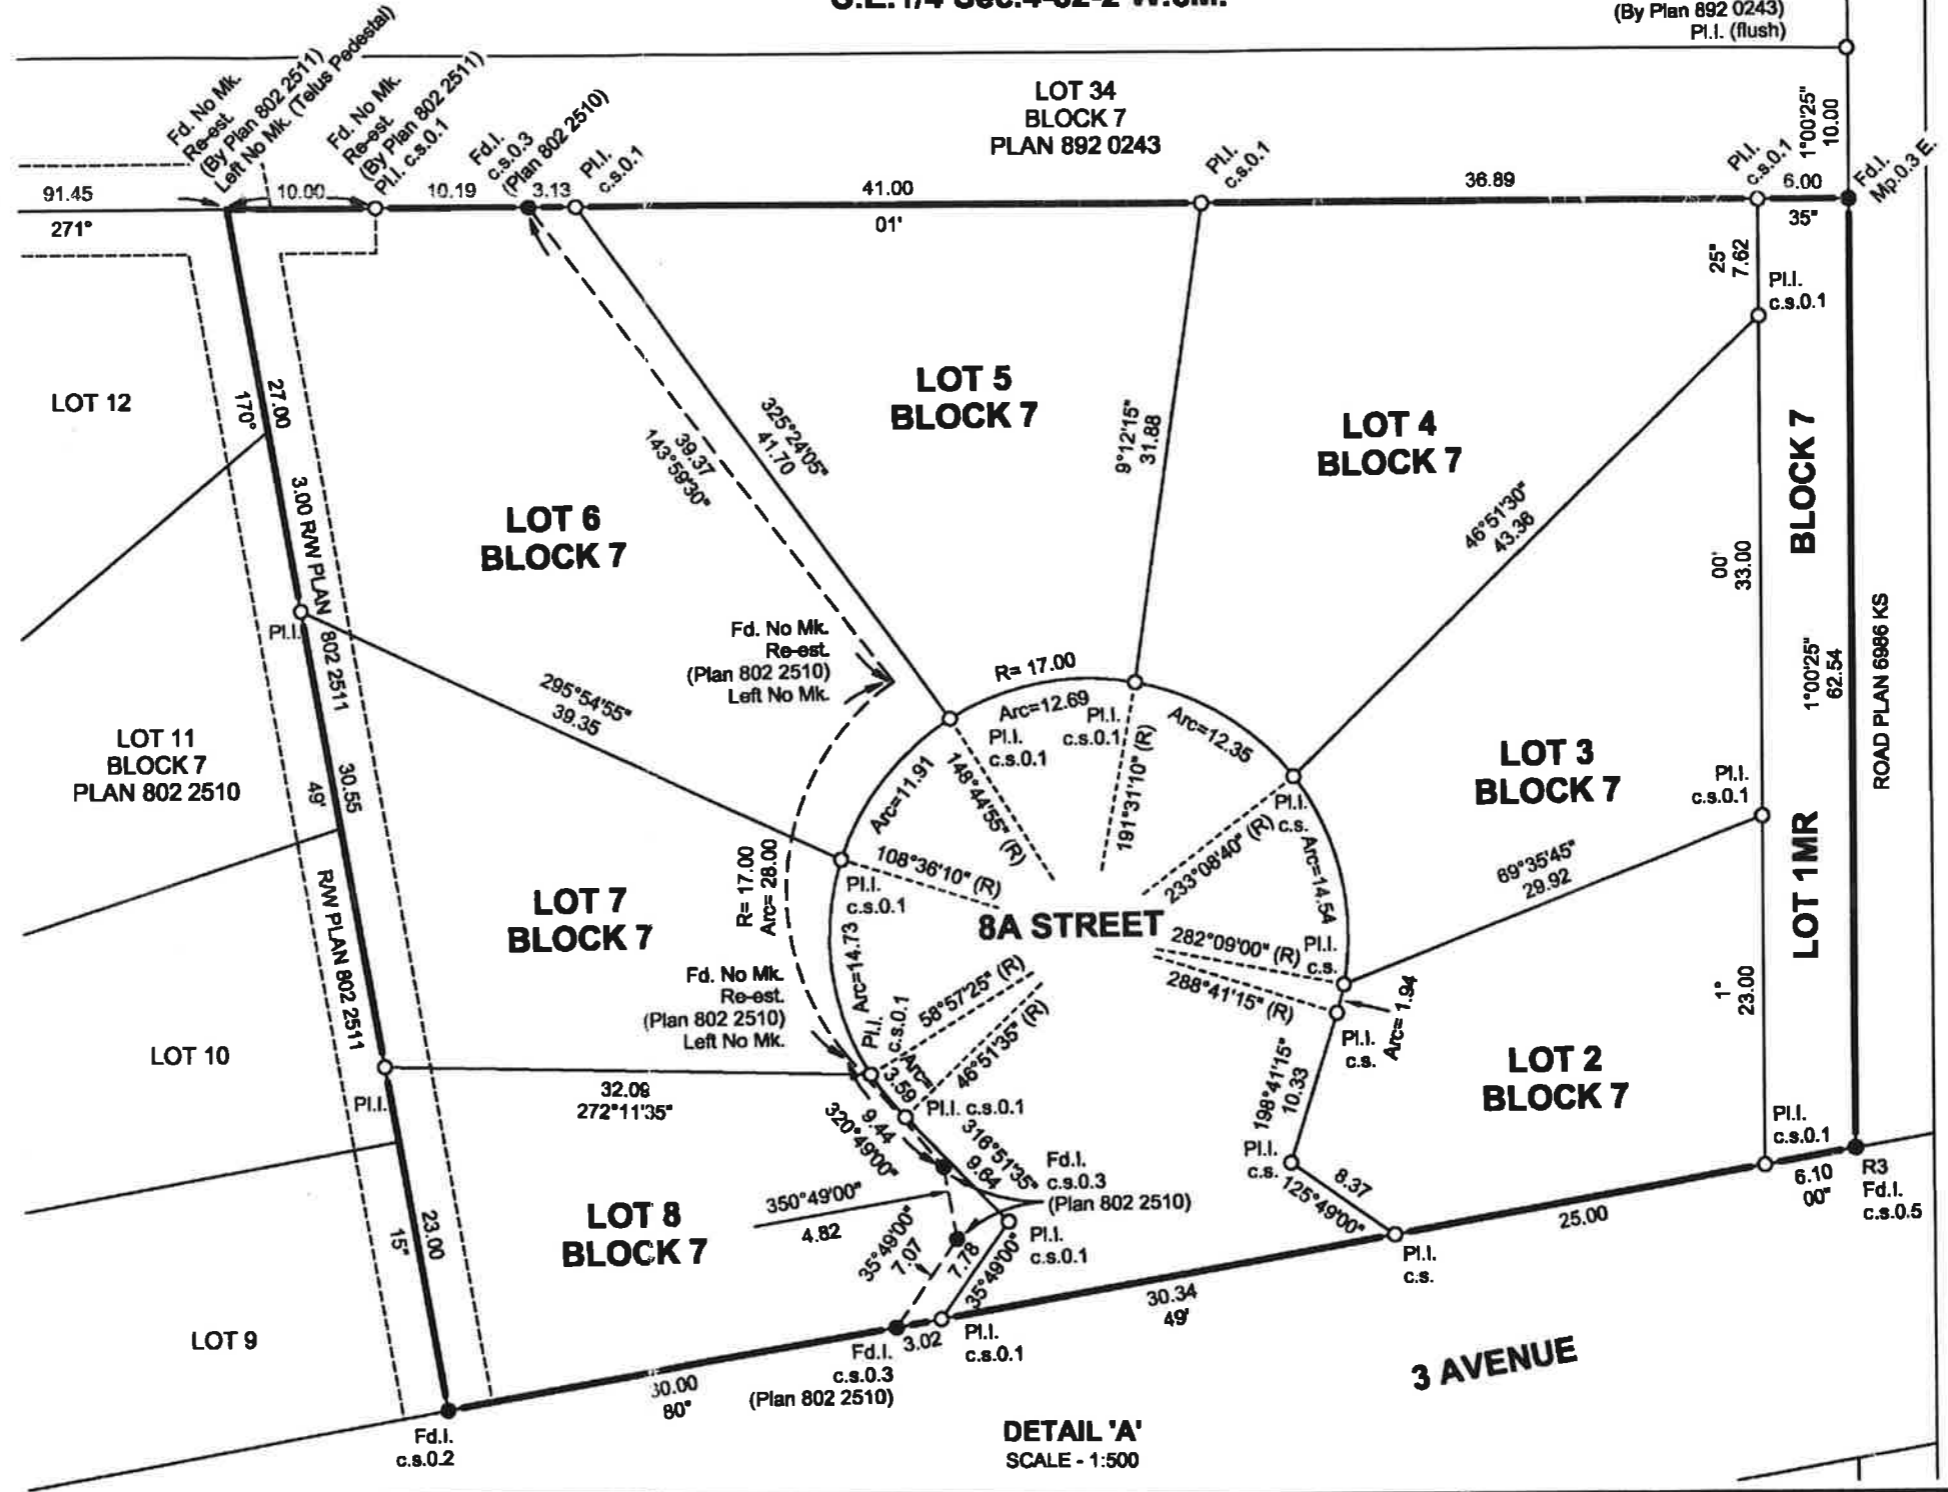 S.E.1/4 Sec.4-82-2 W.6M.
(By Plan 892 0243)
Pl.I. (flush)
Fd. No Mk.
Re-est.
(By Plan 802 2511)
Left No Mk. (Telus Pedestal)
Fd. No Mk.
Re-est.
(By Plan 802 2511)
Pl.I. c.s.0.1
Fd.I.
c.s.0.3
(Plan 802 2510)
Pl.I.
c.s.0.1
LOT 34
BLOCK 7
PLAN 892 0243
Pl.I.
c.s.0.1
Pl.I.
c.s.0.1
1°00'25"
10.00
Fd.I.
Mp.0.3 E.
91.45
271°
10.00
10.19
3.13
41.00
01'
36.89
6.00
35"
25"
7.62
Pl.I.
c.s.0.1
LOT 12
27.00
170°
3.00 R/W PLAN
802 2511
LOT 6
BLOCK 7
39.37
143°59'30"
325°24'05"
41.70
LOT 5
BLOCK 7
9°12'15"
31.88
LOT 4
BLOCK 7
46°51'30"
43.36
00'
33.00
BLOCK 7
LOT 1MR
1°00'25"
62.54
ROAD PLAN 6986 KS
Pl.I.
295°54'55"
39.35
Fd. No Mk.
Re-est.
(Plan 802 2510)
Left No Mk.
R= 17.00
Arc=12.69
Pl.I.
c.s.0.1
Pl.I.
c.s.0.1
Arc=12.35
LOT 11
BLOCK 7
PLAN 802 2510
30.55
49'
R/W PLAN 802 2511
Arc=11.91
148°44'55" (R)
191°31'10" (R)
233°08'40" (R)
Pl.I.
c.s.
Arc=14.54
LOT 3
BLOCK 7
Pl.I.
c.s.0.1
69°35'45"
29.92
LOT 7
BLOCK 7
R= 17.00
Arc= 28.00
108°36'10" (R)
Pl.I.
c.s.0.1
8A STREET
282°09'00" (R)
Pl.I.
c.s.
288°41'15" (R)
Arc= 1.94
Pl.I.
c.s.
1°
23.00
LOT 10
Fd. No Mk.
Re-est.
(Plan 802 2510)
Left No Mk.
Arc=14.73
Pl.I.
c.s.0.1
58°57'25" (R)
46°51'35" (R)
Arc=
3.59
Pl.I. c.s.0.1
Pl.I.
32.09
272°11'35"
9.44
320°49'00"
316°51'35"
9.64
Fd.I.
c.s.0.3
(Plan 802 2510)
198°41'15"
10.33
Pl.I.
c.s.
8.37
125°49'00"
LOT 2
BLOCK 7
Pl.I.
c.s.0.1
6.10
00"
R3
Fd.I.
c.s.0.5
LOT 8
BLOCK 7
350°49'00"
4.82
35°49'00"
7.07
7.78
35°49'00"
Pl.I.
c.s.0.1
23.00
15"
25.00
Pl.I.
c.s.
30.34
49'
LOT 9
3.02
Pl.I.
c.s.0.1
Fd.I.
c.s.0.3
(Plan 802 2510)
30.00
80°
Fd.I.
c.s.0.2
3 AVENUE
DETAIL 'A'
SCALE - 1:500